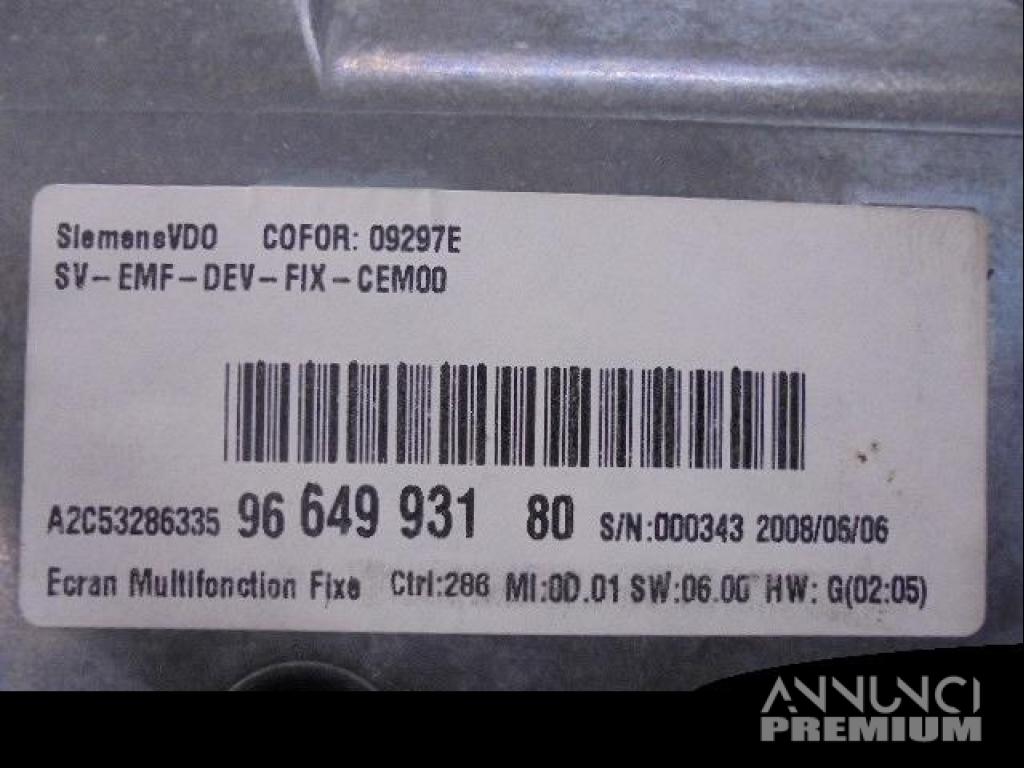 SiemensVDO COFOR: 09297E
SV-EMF-DEV-FIX-CEM00
A2C53286335 96 649 931 80 S/N:000343 2008/06/06
Ecran Multifonction Fixe Ctrl:286 MI:0D.01 SW:06.00 HW: G(02:05)
ANNUNCI
PREMIUM